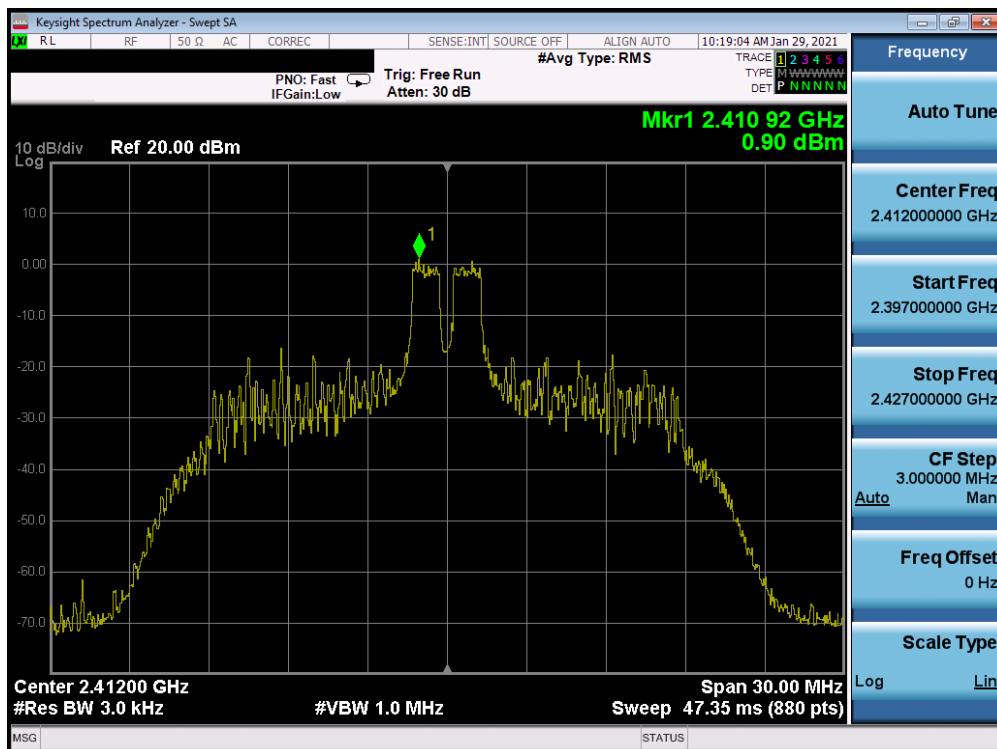 Keysight Spectrum Analyzer - Swept SA
LXI RL RF 50 Ω AC CORREC SENSE:INT SOURCE OFF ALIGN AUTO 10:19:04 AM Jan 29, 2021
#Avg Type: RMS TRACE 1 2 3 4 5 6
PNO: Fast Trig: Free Run TYPE M WWWWW
IFGain:Low Atten: 30 dB DET P N N N N N
Mkr1 2.410 92 GHz
0.90 dBm
10 dB/div Ref 20.00 dBm
Log
10.0
1
0.00
-10.0
-20.0
-30.0
-40.0
-50.0
-60.0
-70.0
Center 2.41200 GHz Span 30.00 MHz
#Res BW 3.0 kHz #VBW 1.0 MHz Sweep 47.35 ms (880 pts)
MSG STATUS
Frequency
Auto Tune
Center Freq
2.412000000 GHz
Start Freq
2.397000000 GHz
Stop Freq
2.427000000 GHz
CF Step
3.000000 MHz
Auto Man
Freq Offset
0 Hz
Scale Type
Log Lin